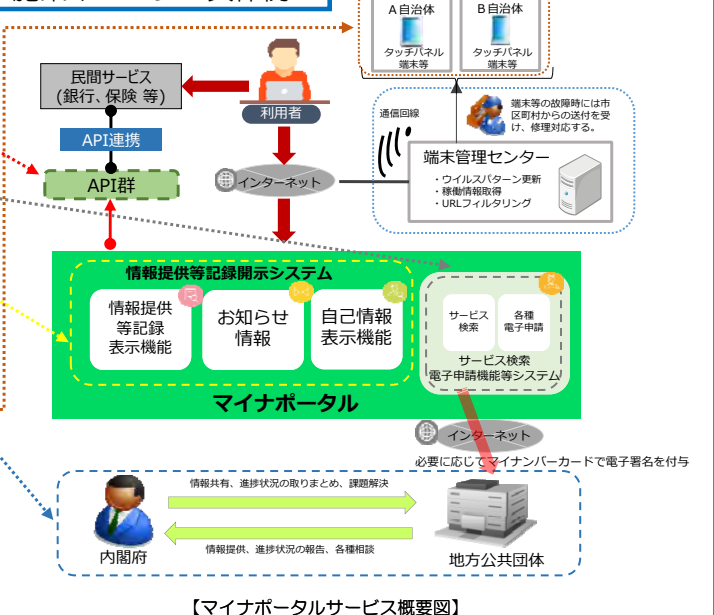 A自治体
B自治体
タッチパネル
端末等
タッチパネル
端末等
民間サービス
(銀行、保険 等)
利用者
通信回線
端末等の故障時には市
区町村からの送付を受
け、修理対応する。
API連携
端末管理センター
・ウイルスパターン更新
・稼働情報取得
・URLフィルタリング
API群
インターネット
情報提供等記録開示システム
情報提供
等記録
表示機能
お知らせ
情報
自己情報
表示機能
サービス
検索
各種
電子申請
サービス検索
電子申請機能等システム
マイナポータル
インターネット
必要に応じてマイナンバーカードで電子署名を付与
情報共有、進捗状況の取りまとめ、課題解決
情報提供、進捗状況の報告、各種相談
内閣府
地方公共団体
【マイナポータルサービス概要図】